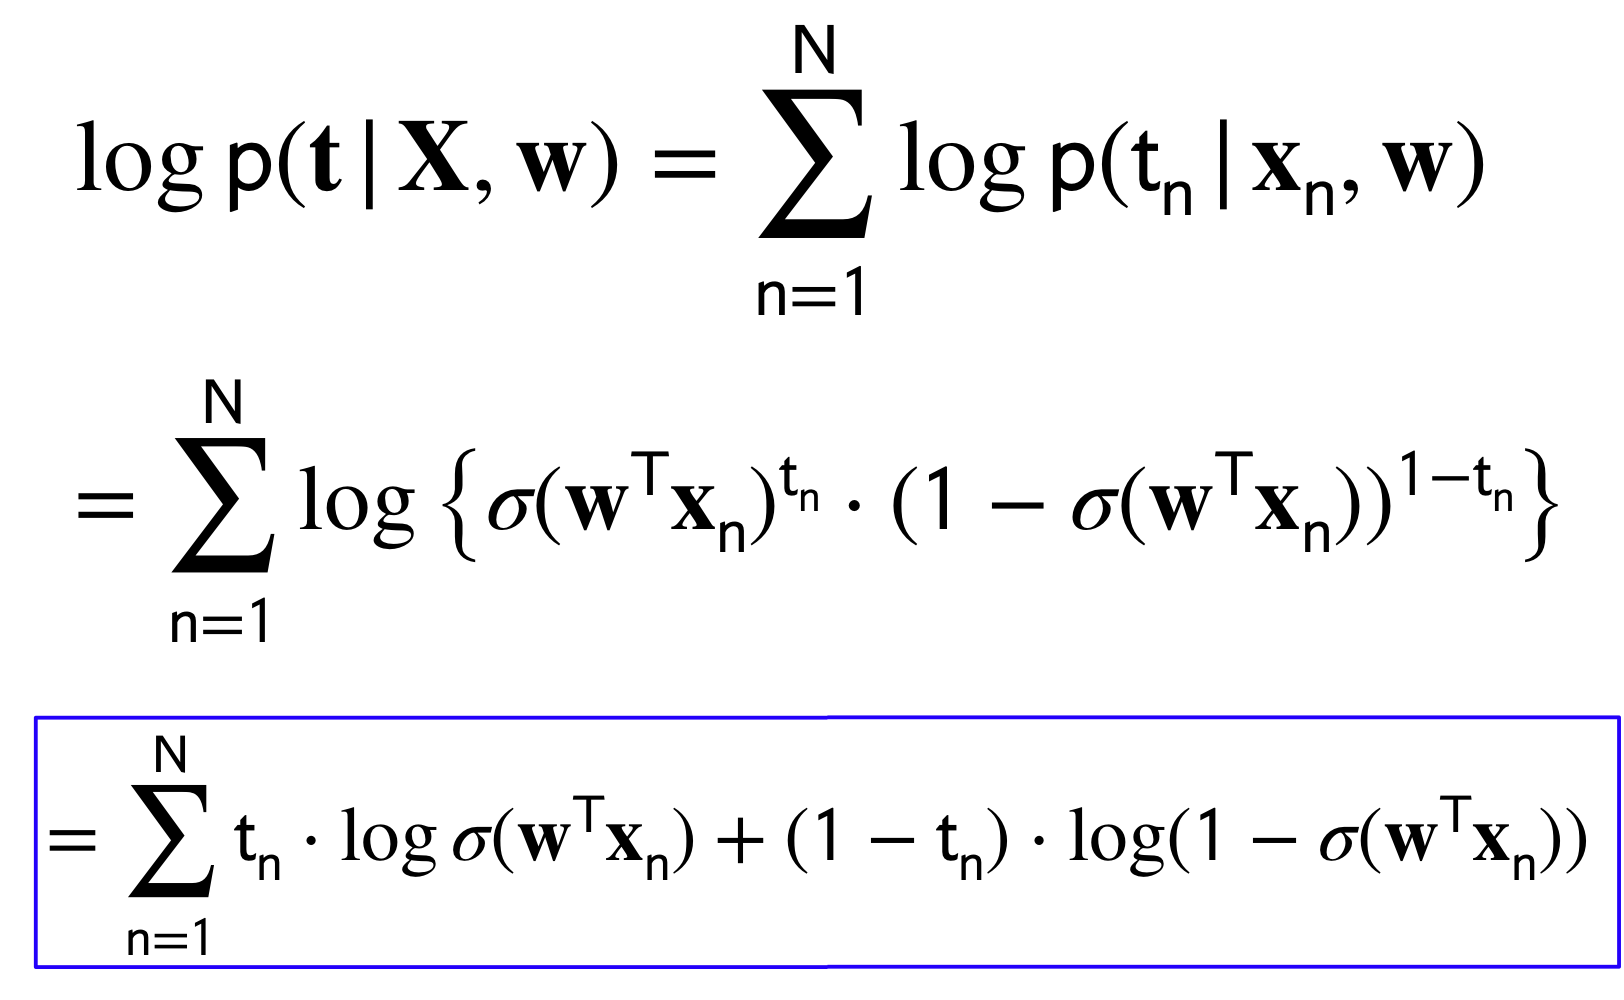 log p(𝐭 | 𝐗, 𝐰) = ∑_{n=1}^{N} log p(t_n | 𝐱_n, 𝐰)
= ∑_{n=1}^{N} log {σ(𝐰^T 𝐱_n)^{t_n} · (1 − σ(𝐰^T 𝐱_n))^{1−t_n}}
= ∑_{n=1}^{N} t_n · log σ(𝐰^T 𝐱_n) + (1 − t_n) · log(1 − σ(𝐰^T 𝐱_n))